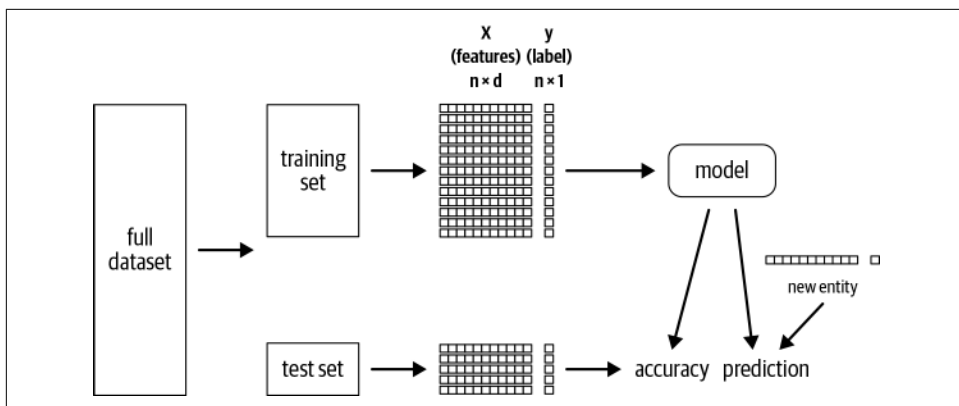 X
y
(features)
(label)
n × d
n × 1
training
set
model
full
dataset
new entity
test set
accuracy
prediction